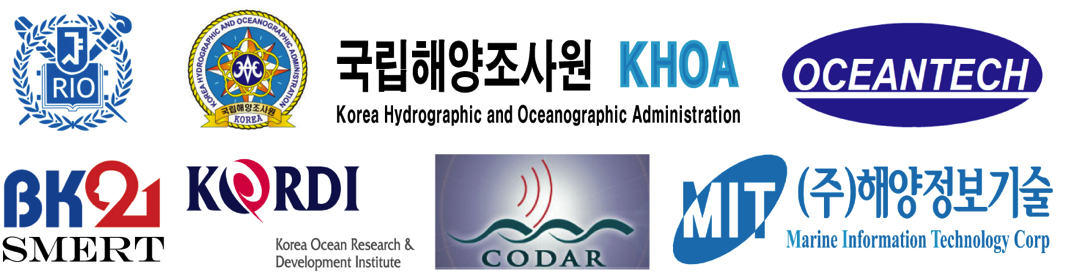 RIO
KOREA HYDROGRAPHIC AND OCEANOGRAPHIC ADMINISTRATION
국립해양조사원
KOREA
국립해양조사원 KHOA
Korea Hydrographic and Oceanographic Administration
OCEANTECH
BK21
SMERT
KORDI
Korea Ocean Research &
Development Institute
CODAR
MIT
(주)해양정보기술
Marine Information Technology Corp